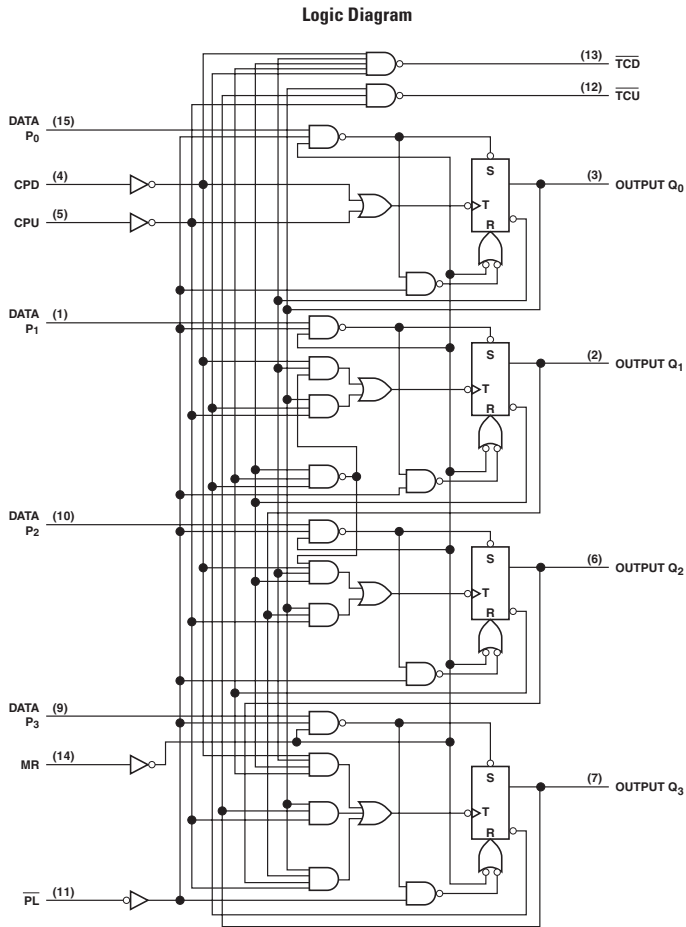 Logic Diagram
(13) TCD
(12) TCU
DATA P0 (15)
S
(3) OUTPUT Q0
CPD (4)
T
CPU (5)
R
DATA P1 (1)
S
(2) OUTPUT Q1
T
R
DATA P2 (10)
S
(6) OUTPUT Q2
T
R
DATA P3 (9)
MR (14)
S
(7) OUTPUT Q3
T
R
PL (11)